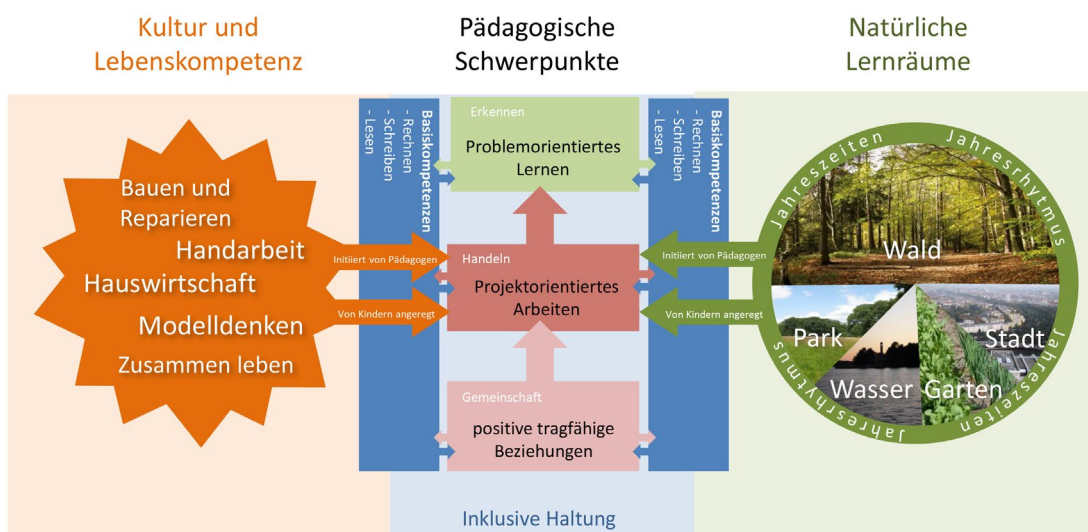 Kultur und
Lebenskompetenz
Pädagogische
Schwerpunkte
Natürliche
Lernräume
Bauen und
Reparieren
Handarbeit
Hauswirtschaft
Modelldenken
Zusammen leben
Initiiert von Pädagogen
Von Kindern angeregt
Basiskompetenzen
- Rechnen
- Schreiben
- Lesen
Erkennen
Problemorientiertes
Lernen
Handeln
Projektorientiertes
Arbeiten
Gemeinschaft
positive tragfähige
Beziehungen
Basiskompetenzen
- Rechnen
- Schreiben
- Lesen
Initiiert von Pädagogen
Von Kindern angeregt
Jahreszeiten
Jahresrhytmus
Wald
Park
Wasser
Garten
Stadt
Jahreszeiten
Jahresrhytmus
Inklusive Haltung